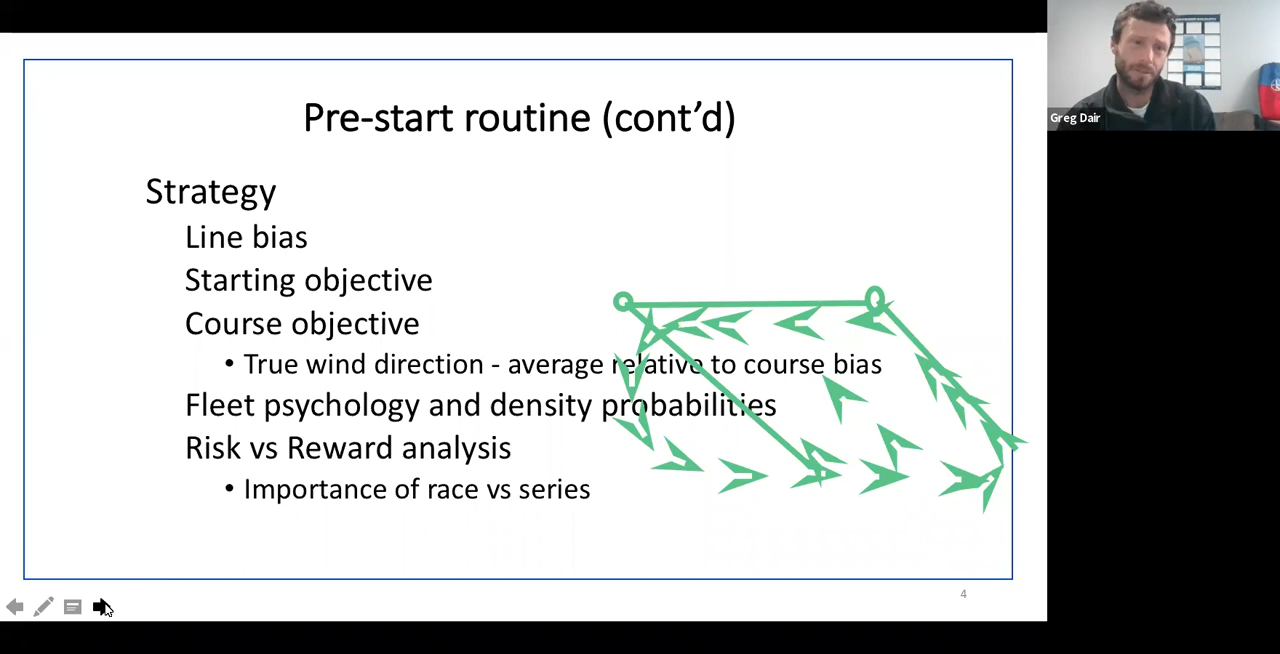 Pre-start routine (cont’d)
Strategy
Line bias
Starting objective
Course objective
• True wind direction - average relative to course bias
Fleet psychology and density probabilities
Risk vs Reward analysis
• Importance of race vs series
4
Greg Dair